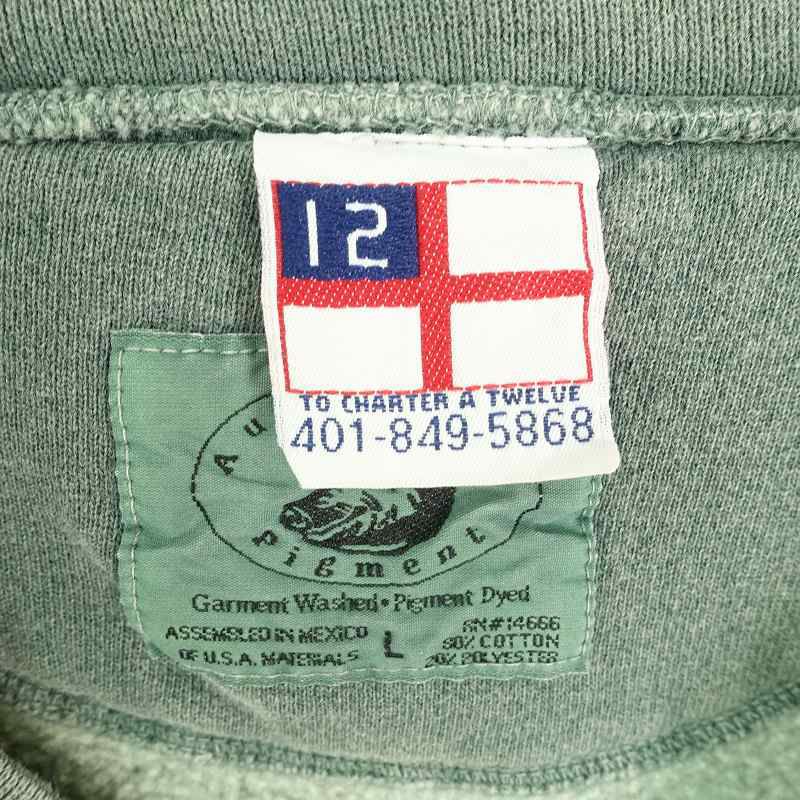 12
TO CHARTER A TWELVE
401-849-5868
Au
Pigment
Garment Washed • Pigment Dyed
ASSEMBLED IN MEXICO
OF U.S.A. MATERIALS
L
RN#14666
80% COTTON
20% POLYESTER